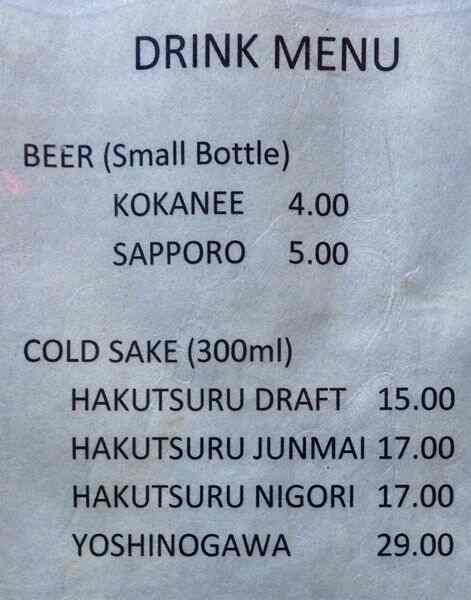 DRINK MENU
BEER (Small Bottle)
KOKANEE 4.00
SAPPORO 5.00
COLD SAKE (300ml)
HAKUTSURU DRAFT 15.00
HAKUTSURU JUNMAI 17.00
HAKUTSURU NIGORI 17.00
YOSHINOGAWA 29.00